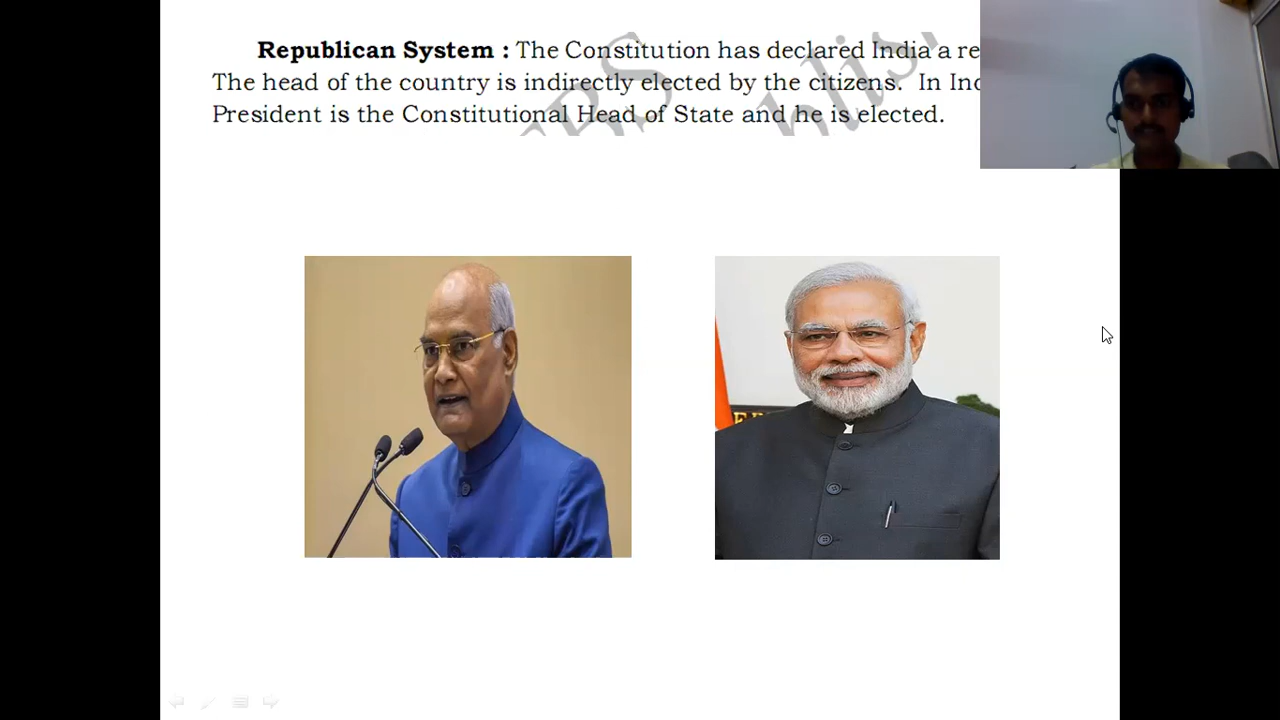 Republican System : The Constitution has declared India a re
The head of the country is indirectly elected by the citizens. In Ind
President is the Constitutional Head of State and he is elected.